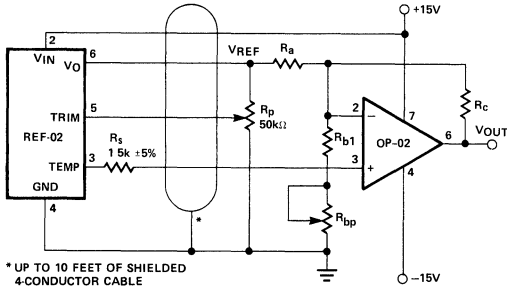 +15V
2
VIN
6
VO
VREF
Ra
Rc
TRIM
5
Rp
50kΩ
2
−
7
REF-02
Rs
1 5k ±5%
Rb1
OP-02
6
VOUT
TEMP
3
3
+
4
GND
4
Rbp
*
* UP TO 10 FEET OF SHIELDED
4-CONDUCTOR CABLE
−15V